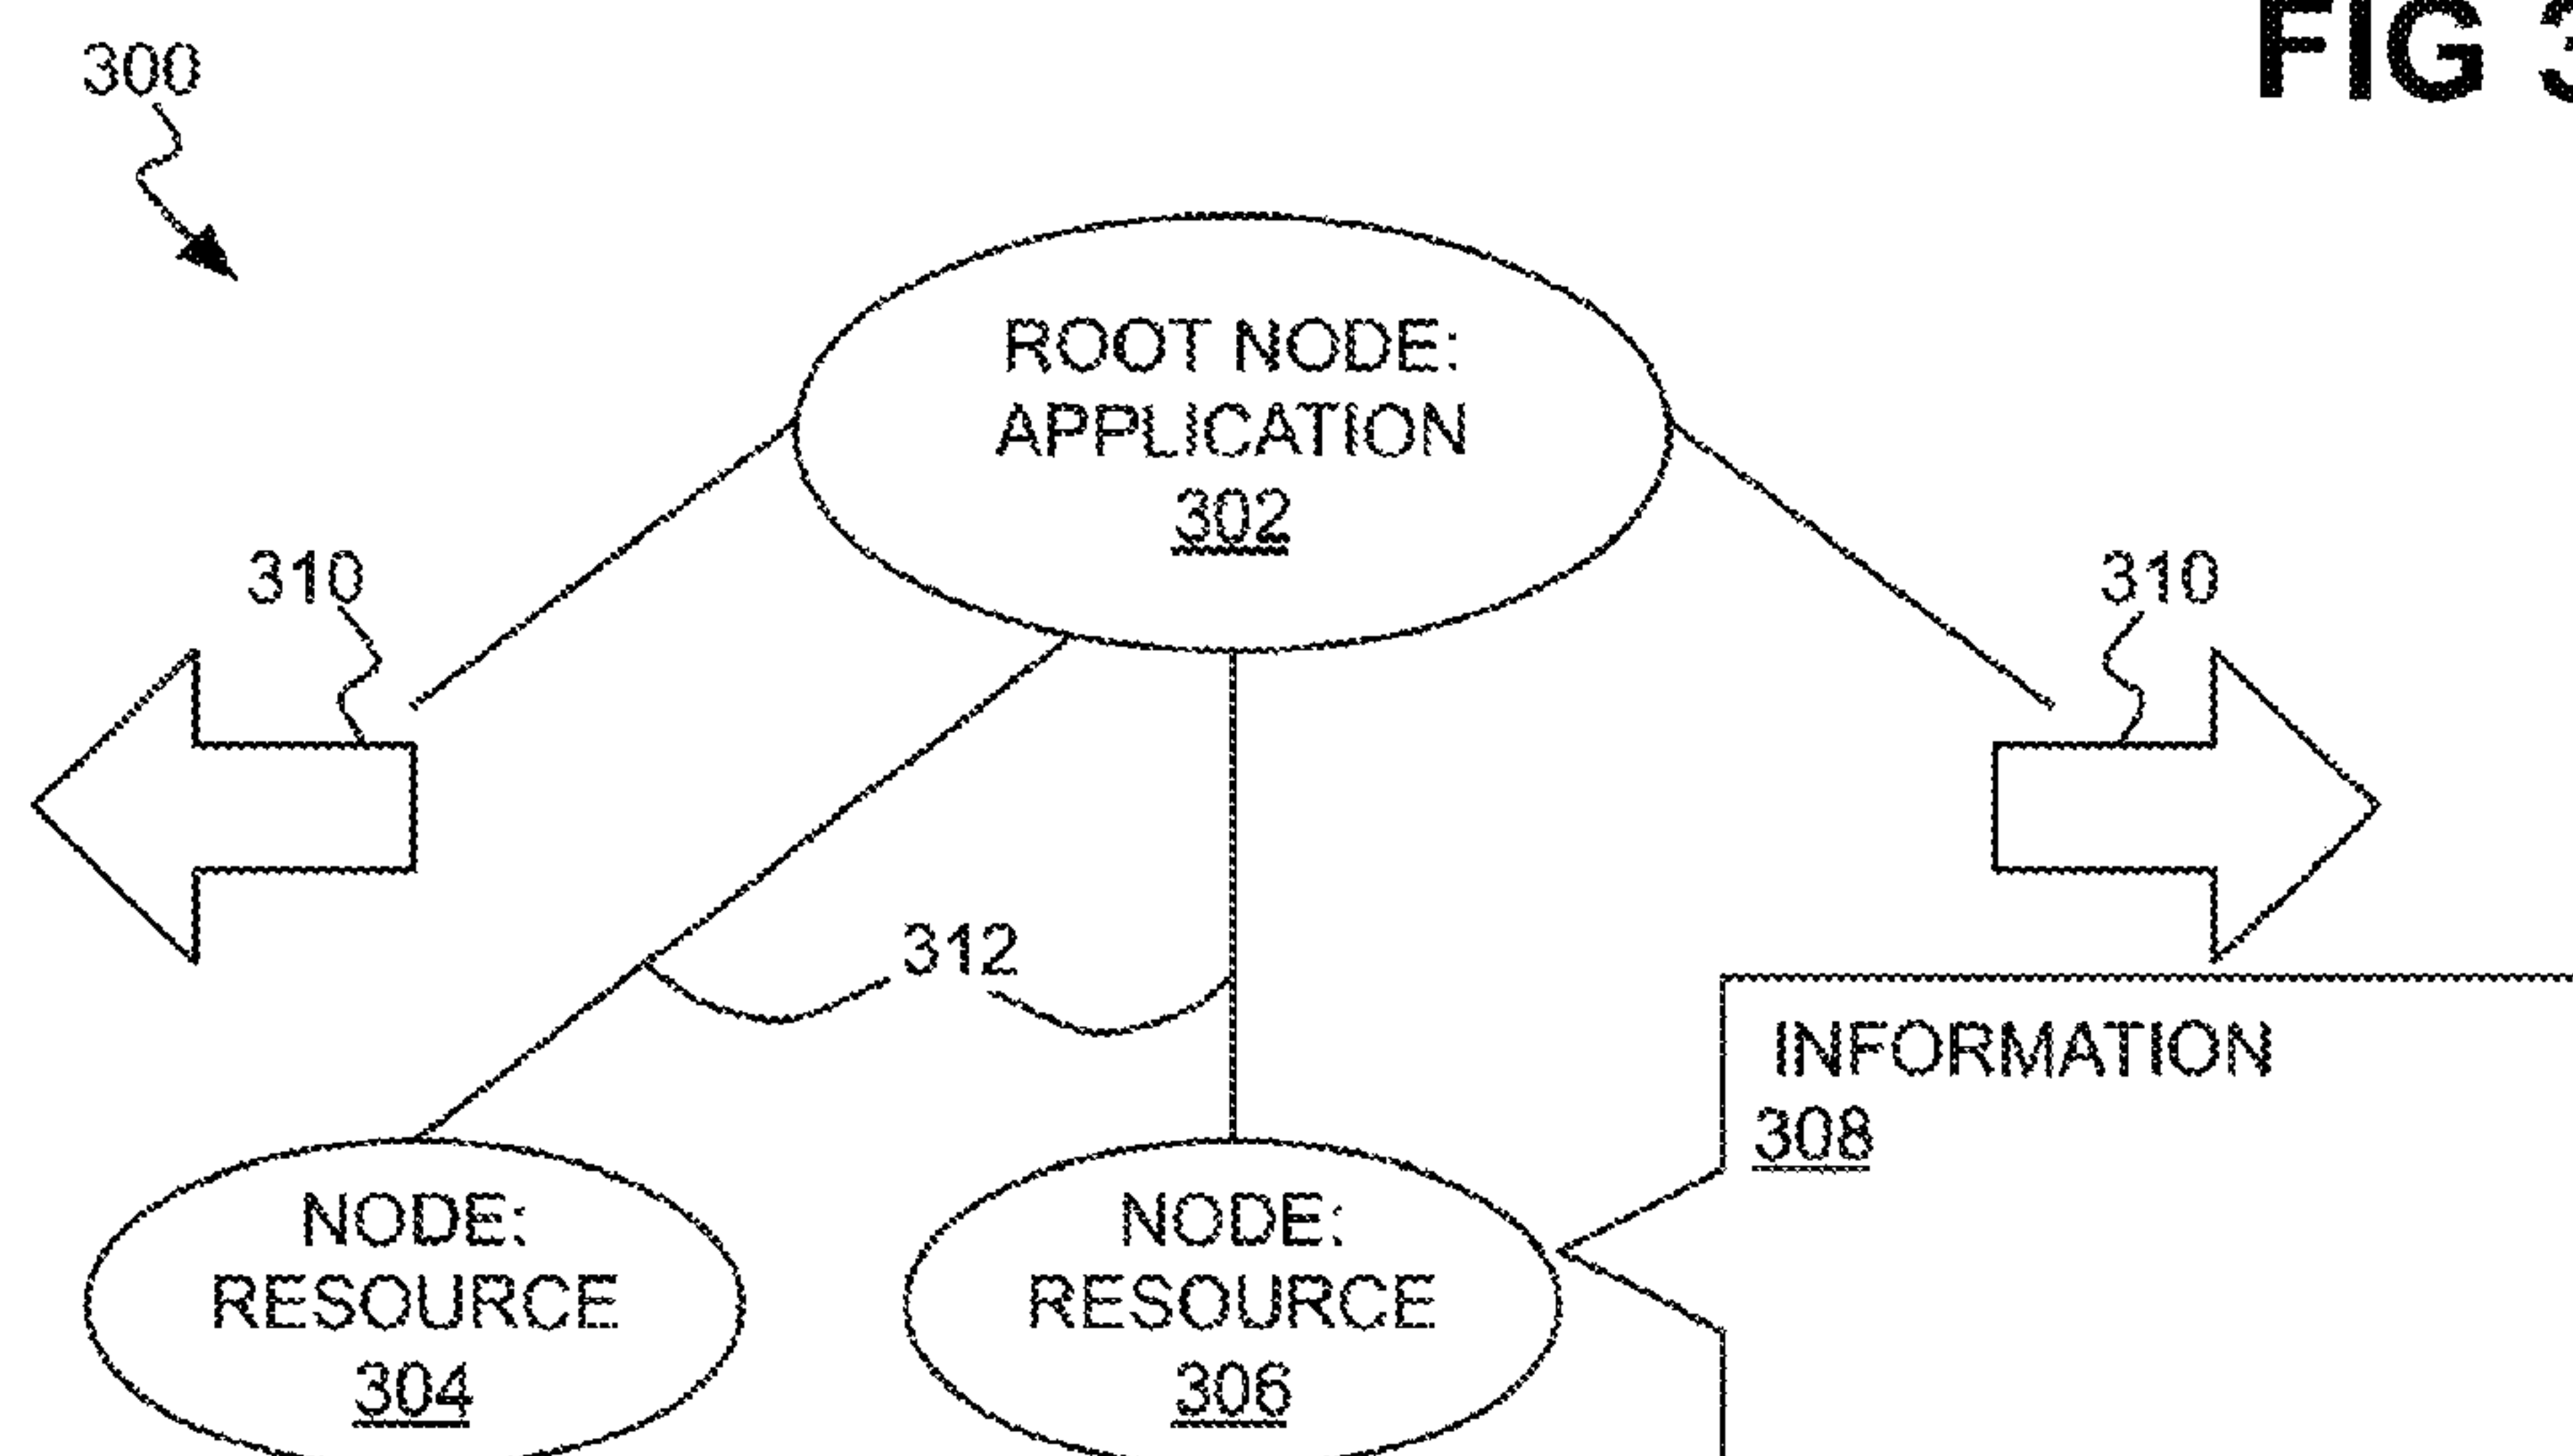 300
FIG 3
ROOT NODE:
APPLICATION
302
310
310
312
INFORMATION
308
NODE:
RESOURCE
304
NODE:
RESOURCE
306